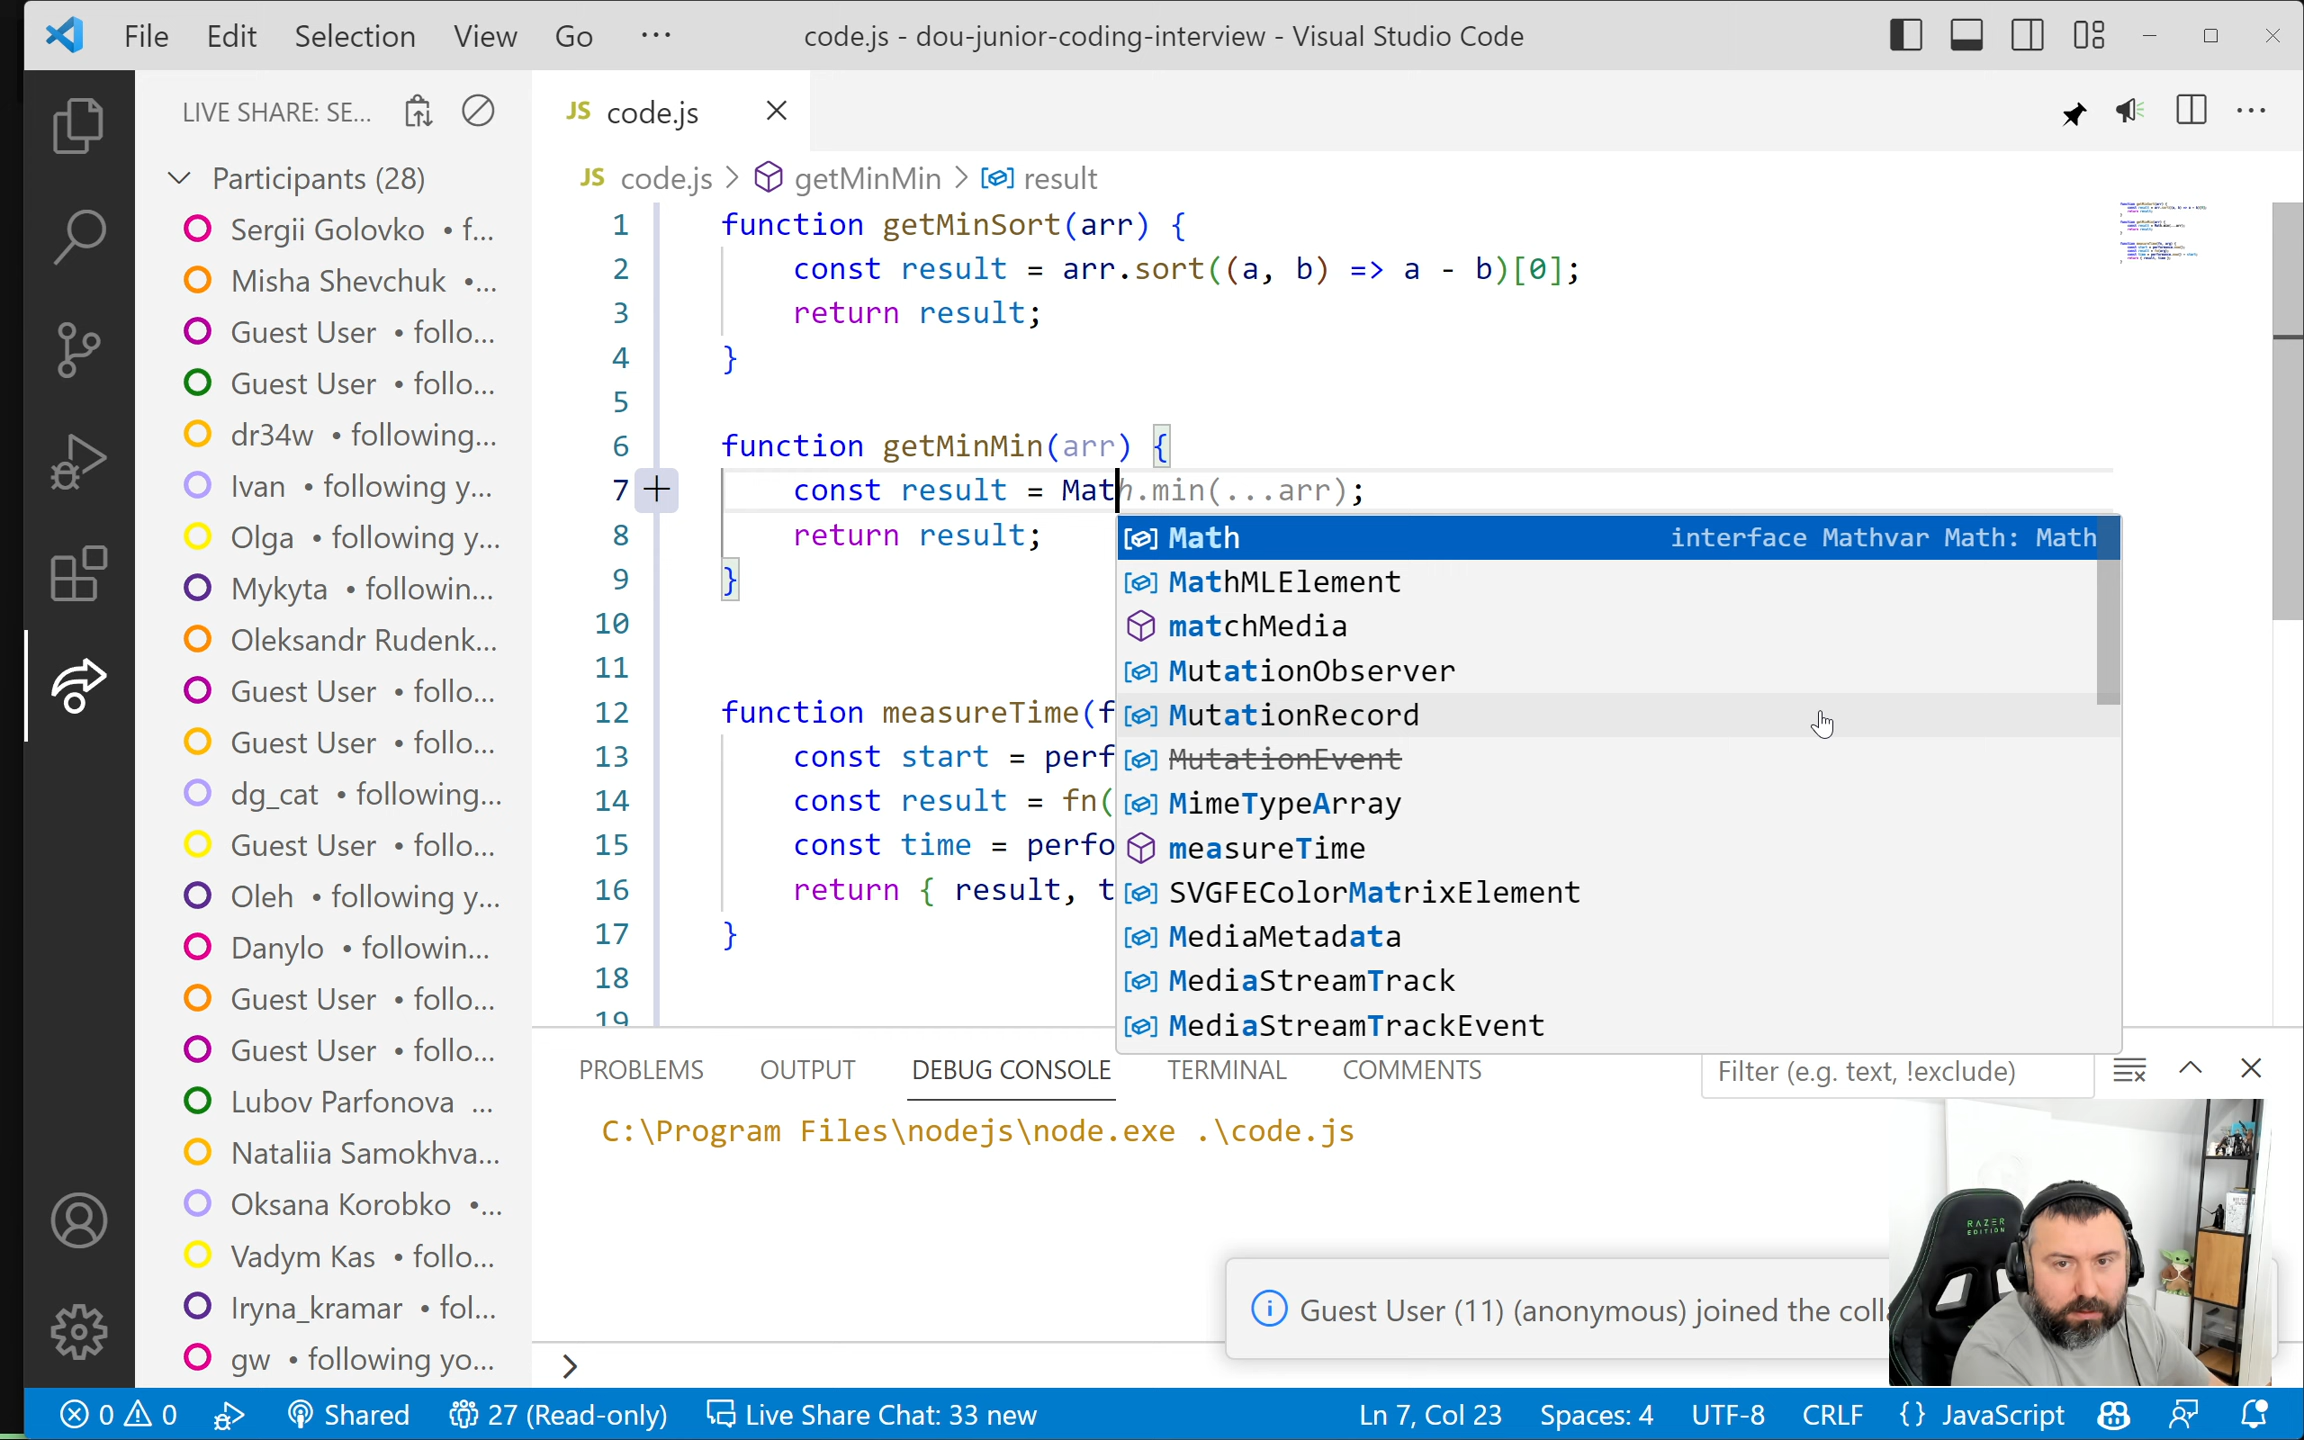 File Edit Selection View Go ···
code.js - dou-junior-coding-interview - Visual Studio Code
LIVE SHARE: SE...
Participants (28)
Sergii Golovko • f...
Misha Shevchuk •...
Guest User • follo...
Guest User • follo...
dr34w • following...
Ivan • following y...
Olga • following y...
Mykyta • followin...
Oleksandr Rudenk...
Guest User • follo...
Guest User • follo...
dg_cat • following...
Guest User • follo...
Oleh • following y...
Danylo • followin...
Guest User • follo...
Guest User • follo...
Lubov Parfonova ...
Nataliia Samokhva...
Oksana Korobko •...
Vadym Kas • follo...
Iryna_kramar • fol...
gw • following yo...
JS code.js
JS code.js > getMinMin > result
1 function getMinSort(arr) {
2 const result = arr.sort((a, b) => a - b)[0];
3 return result;
4 }
5
6 function getMinMin(arr) {
7 const result = Math.min(...arr);
8 return result;
9 }
10
11
12 function measureTime(f
13 const start = perf
14 const result = fn(
15 const time = perfo
16 return { result, t
17 }
18
19
Math interface Mathvar Math: Math
MathMLElement
matchMedia
MutationObserver
MutationRecord
MutationEvent
MimeTypeArray
measureTime
SVGFEColorMatrixElement
MediaMetadata
MediaStreamTrack
MediaStreamTrackEvent
PROBLEMS OUTPUT DEBUG CONSOLE TERMINAL COMMENTS
Filter (e.g. text, !exclude)
C:\Program Files\nodejs\node.exe .\code.js
Guest User (11) (anonymous) joined the coll
RAZER
EDITION
>
0 0 Shared 27 (Read-only) Live Share Chat: 33 new Ln 7, Col 23 Spaces: 4 UTF-8 CRLF {} JavaScript